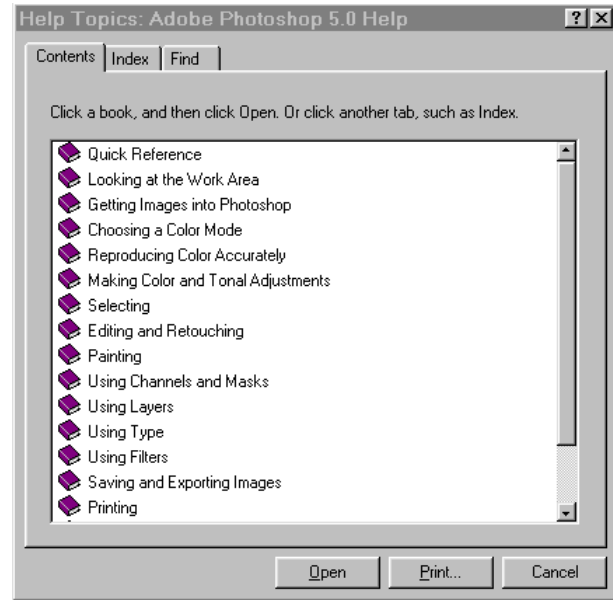 Help Topics: Adobe Photoshop 5.0 Help
Contents Index Find
Click a book, and then click Open. Or click another tab, such as Index.
Quick Reference
Looking at the Work Area
Getting Images into Photoshop
Choosing a Color Mode
Reproducing Color Accurately
Making Color and Tonal Adjustments
Selecting
Editing and Retouching
Painting
Using Channels and Masks
Using Layers
Using Type
Using Filters
Saving and Exporting Images
Printing
Open Print... Cancel